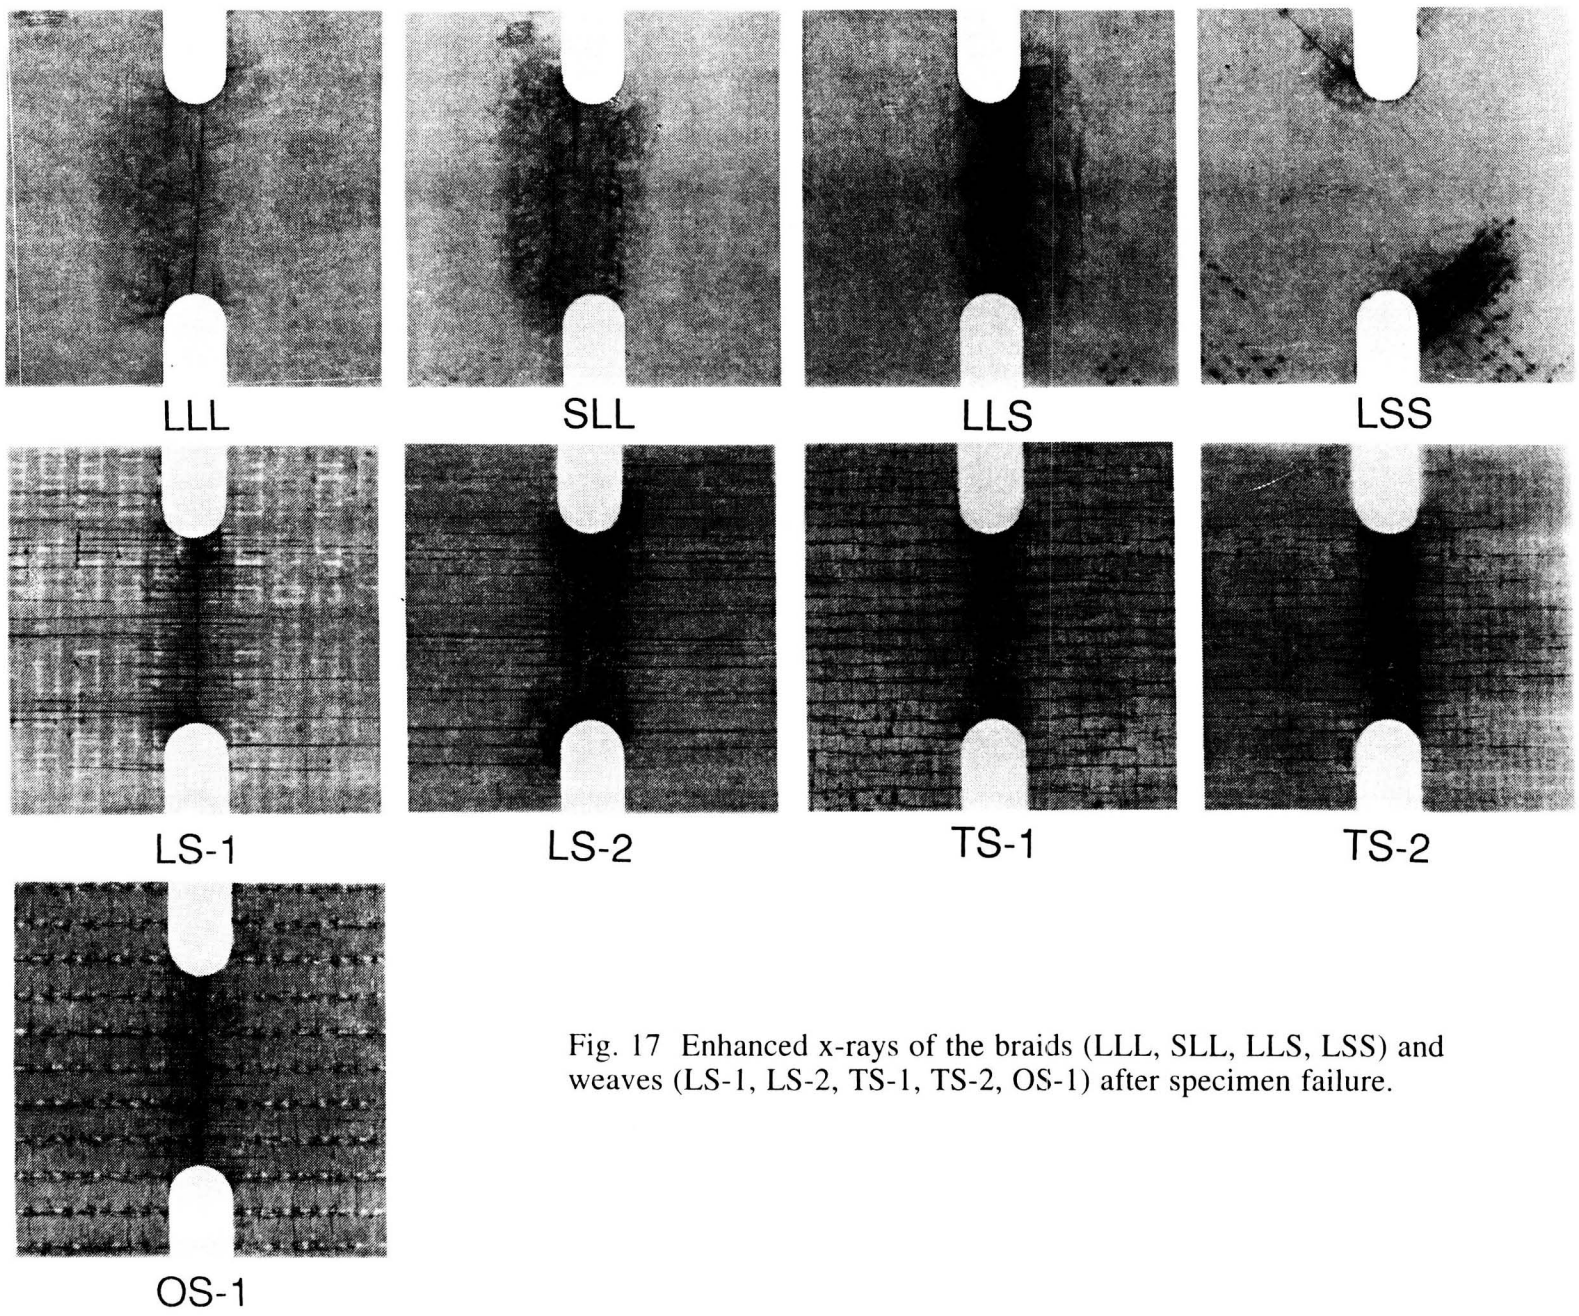 LLL
SLL
LLS
LSS
LS-1
LS-2
TS-1
TS-2
OS-1
Fig. 17 Enhanced x-rays of the braids (LLL, SLL, LLS, LSS) and
weaves (LS-1, LS-2, TS-1, TS-2, OS-1) after specimen failure.